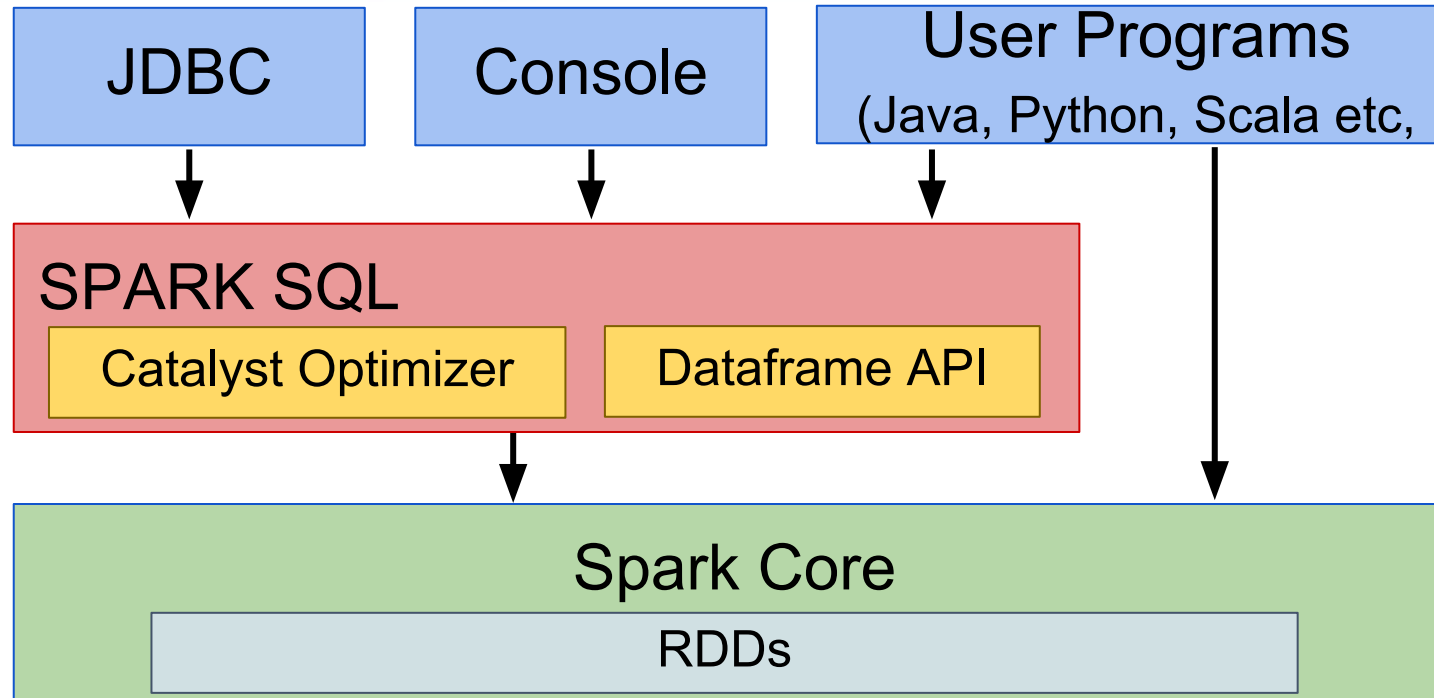 JDBC
Console
User Programs
(Java, Python, Scala etc,
SPARK SQL
Catalyst Optimizer
Dataframe API
Spark Core
RDDs